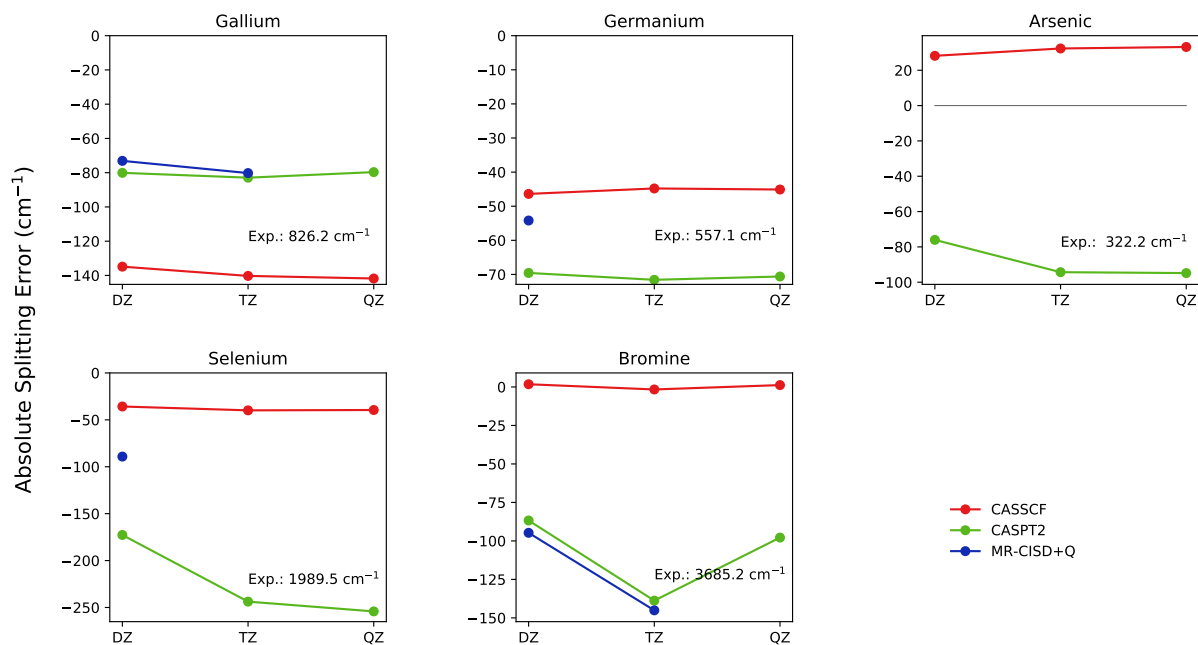 Absolute Splitting Error (cm⁻¹)
Gallium
0
−20
−40
−60
−80
−100
−120
−140
Exp.: 826.2 cm⁻¹
DZ TZ QZ
Germanium
0
−10
−20
−30
−40
−50
−60
−70
Exp.: 557.1 cm⁻¹
DZ TZ QZ
Arsenic
20
0
−20
−40
−60
−80
−100
Exp.: 322.2 cm⁻¹
DZ TZ QZ
Selenium
0
−50
−100
−150
−200
−250
Exp.: 1989.5 cm⁻¹
DZ TZ QZ
Bromine
0
−25
−50
−75
−100
−125
−150
Exp.: 3685.2 cm⁻¹
DZ TZ QZ
CASSCF
CASPT2
MR-CISD+Q